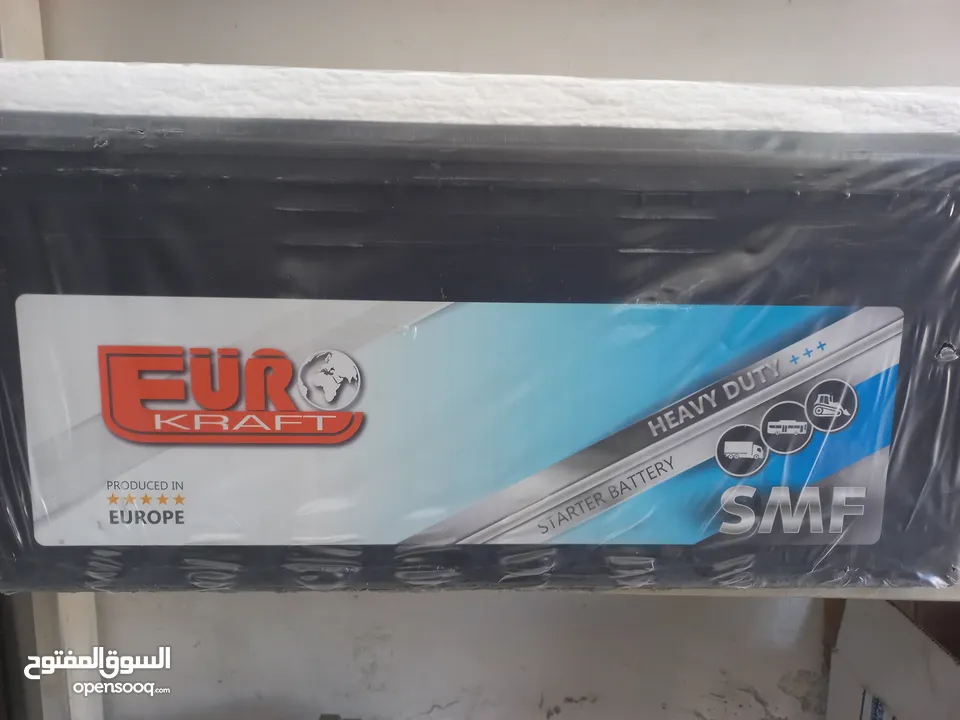 EURO
KRAFT
PRODUCED IN
EUROPE
HEAVY DUTY +++
STARTER BATTERY
SMF
السوق المفتوح
opensooq.com